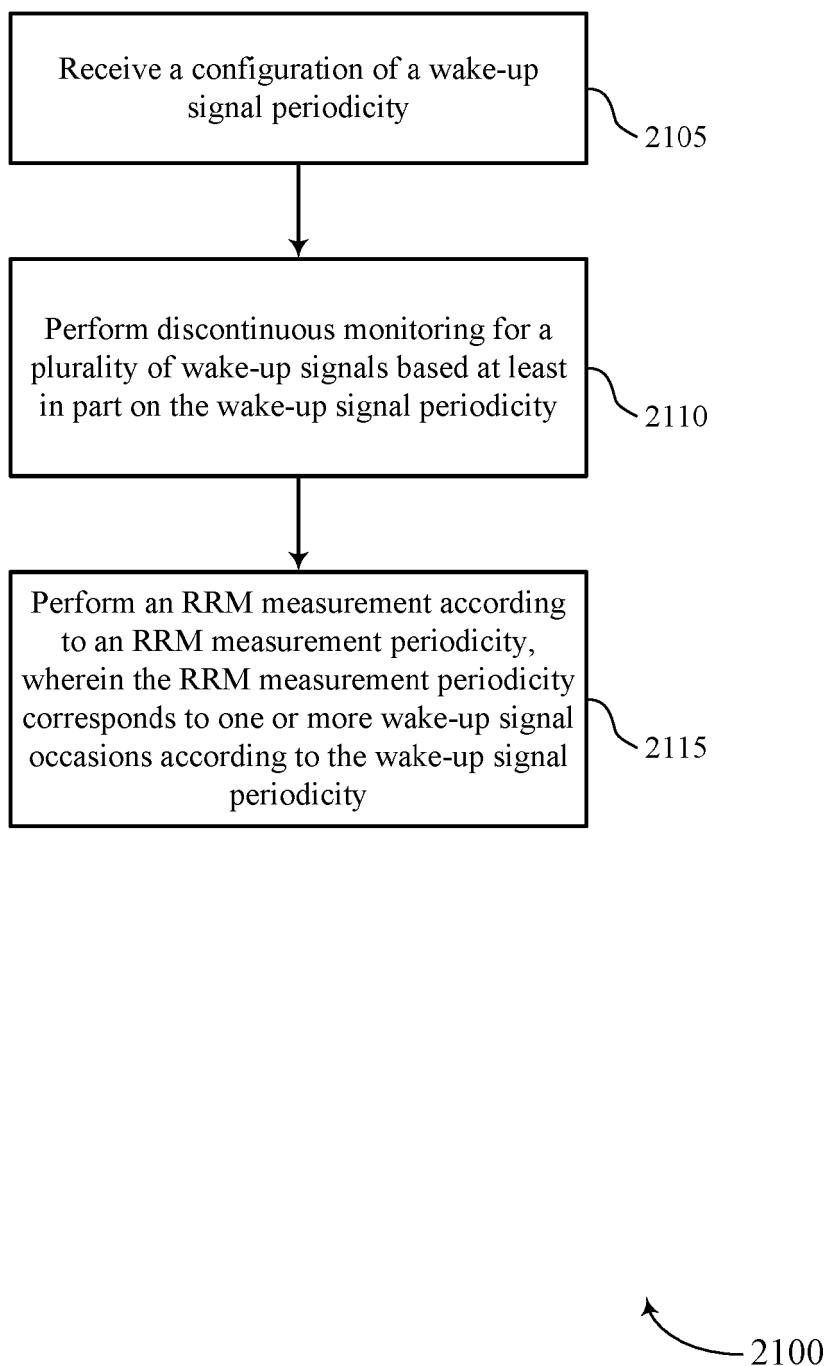 Receive a configuration of a wake-up
signal periodicity
2105
Perform discontinuous monitoring for a
plurality of wake-up signals based at least
in part on the wake-up signal periodicity
2110
Perform an RRM measurement according
to an RRM measurement periodicity,
wherein the RRM measurement periodicity
corresponds to one or more wake-up signal
occasions according to the wake-up signal
periodicity
2115
2100